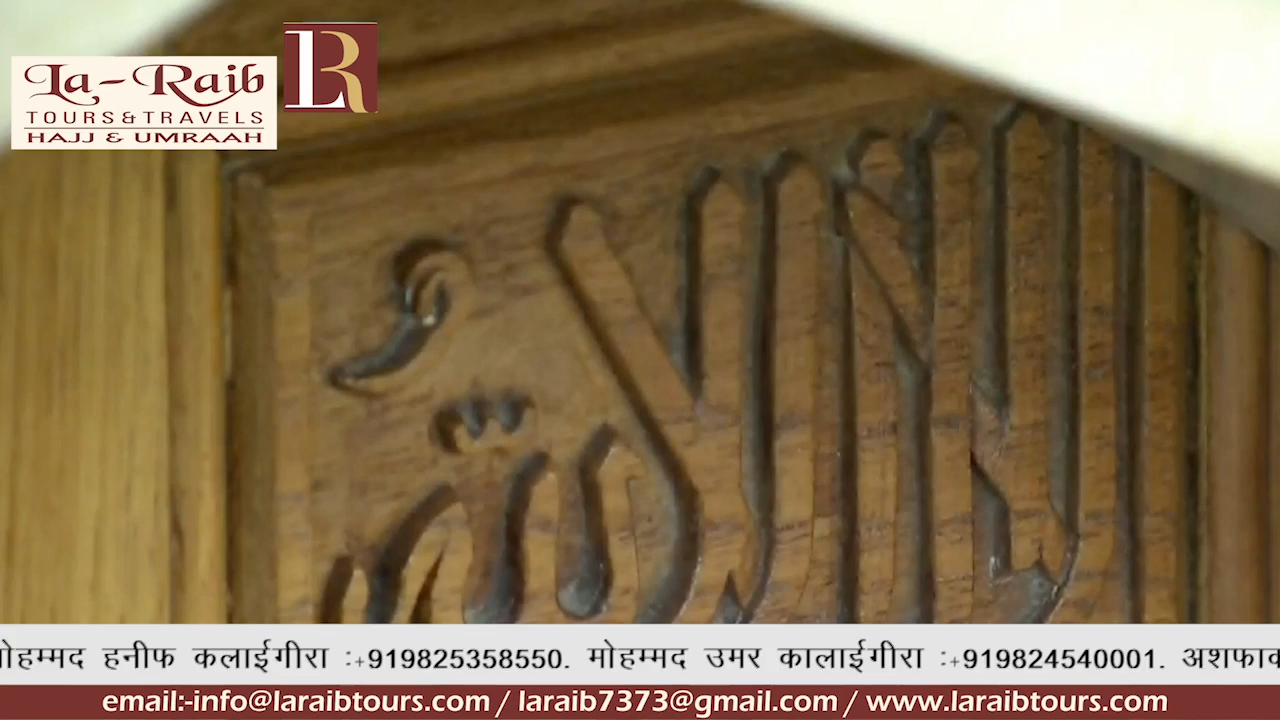 La-Raib
LR
TOURS & TRAVELS
HAJJ & UMRAAH
मोहम्मद हनीफ कलाईगीरा :+919825358550. मोहम्मद उमर कालाईगीरा :+919824540001.
email:-info@laraibtours.com / laraib7373@gmail.com / www.laraibtours.com